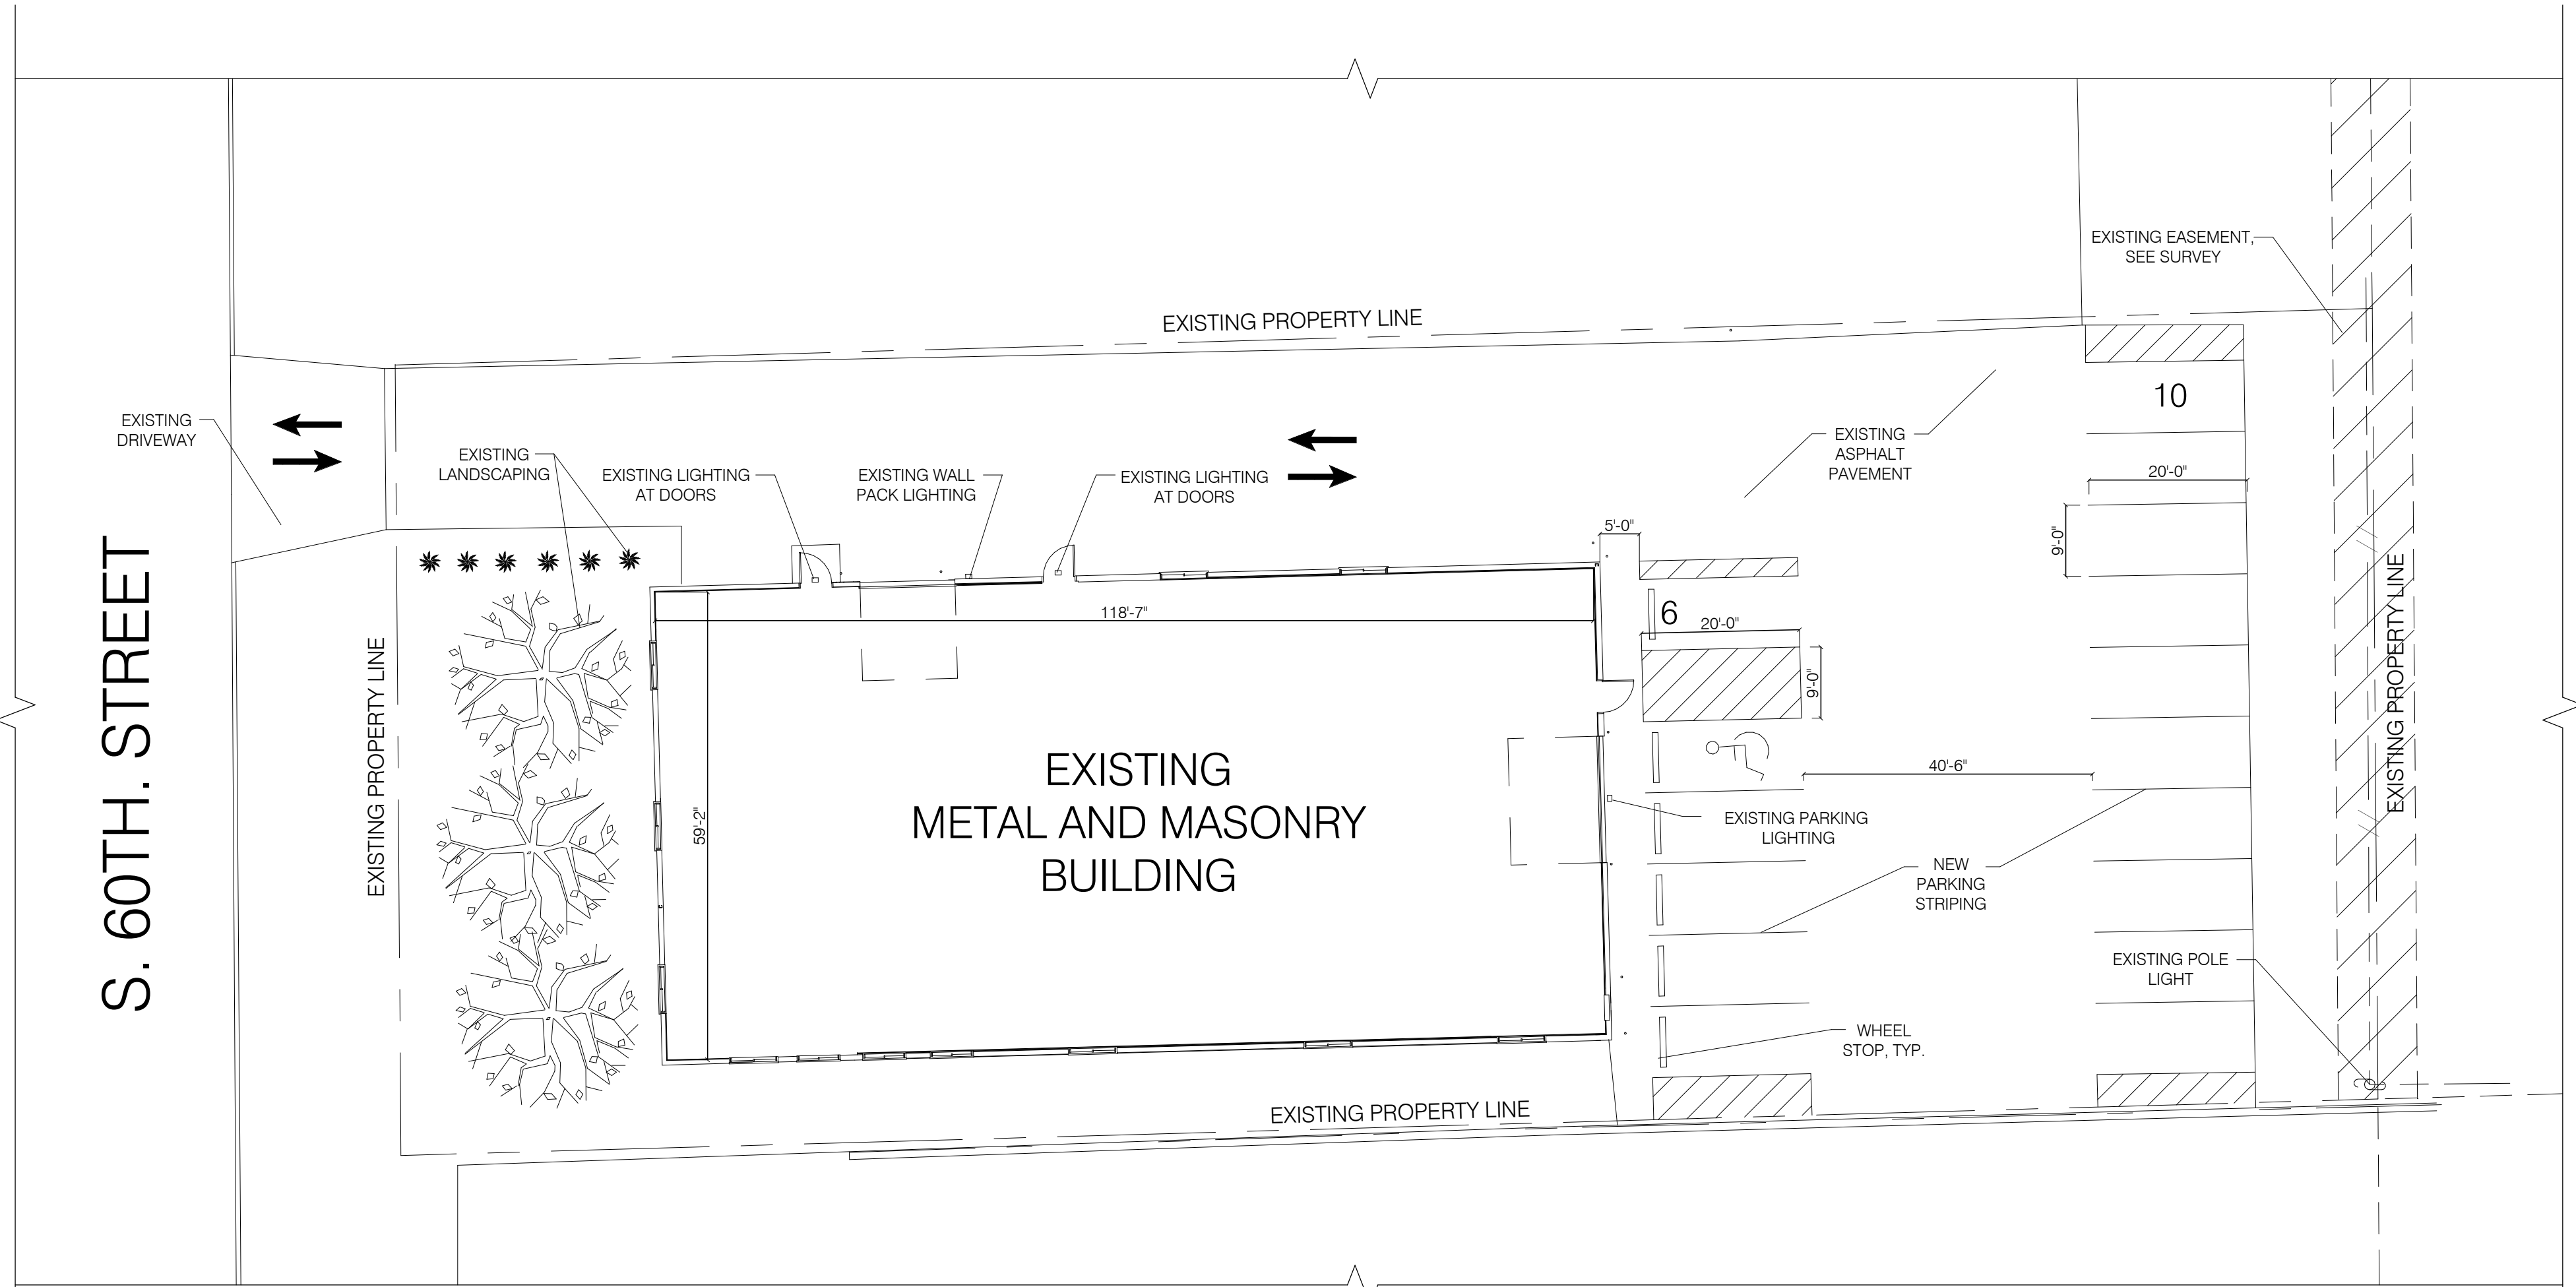 EXISTING PROPERTY LINE
EXISTING EASEMENT,
SEE SURVEY
10
EXISTING
DRIVEWAY
EXISTING
LANDSCAPING
EXISTING LIGHTING
AT DOORS
EXISTING WALL
PACK LIGHTING
EXISTING LIGHTING
AT DOORS
EXISTING
ASPHALT
PAVEMENT
20'-0"
9'-0"
5'-0"
118'-7"
6
20'-0"
9'-0"
S. 60TH. STREET
EXISTING PROPERTY LINE
59'-2"
EXISTING
METAL AND MASONRY
BUILDING
40'-6"
EXISTING PROPERTY LINE
EXISTING PARKING
LIGHTING
NEW
PARKING
STRIPING
EXISTING POLE
LIGHT
WHEEL
STOP, TYP.
EXISTING PROPERTY LINE